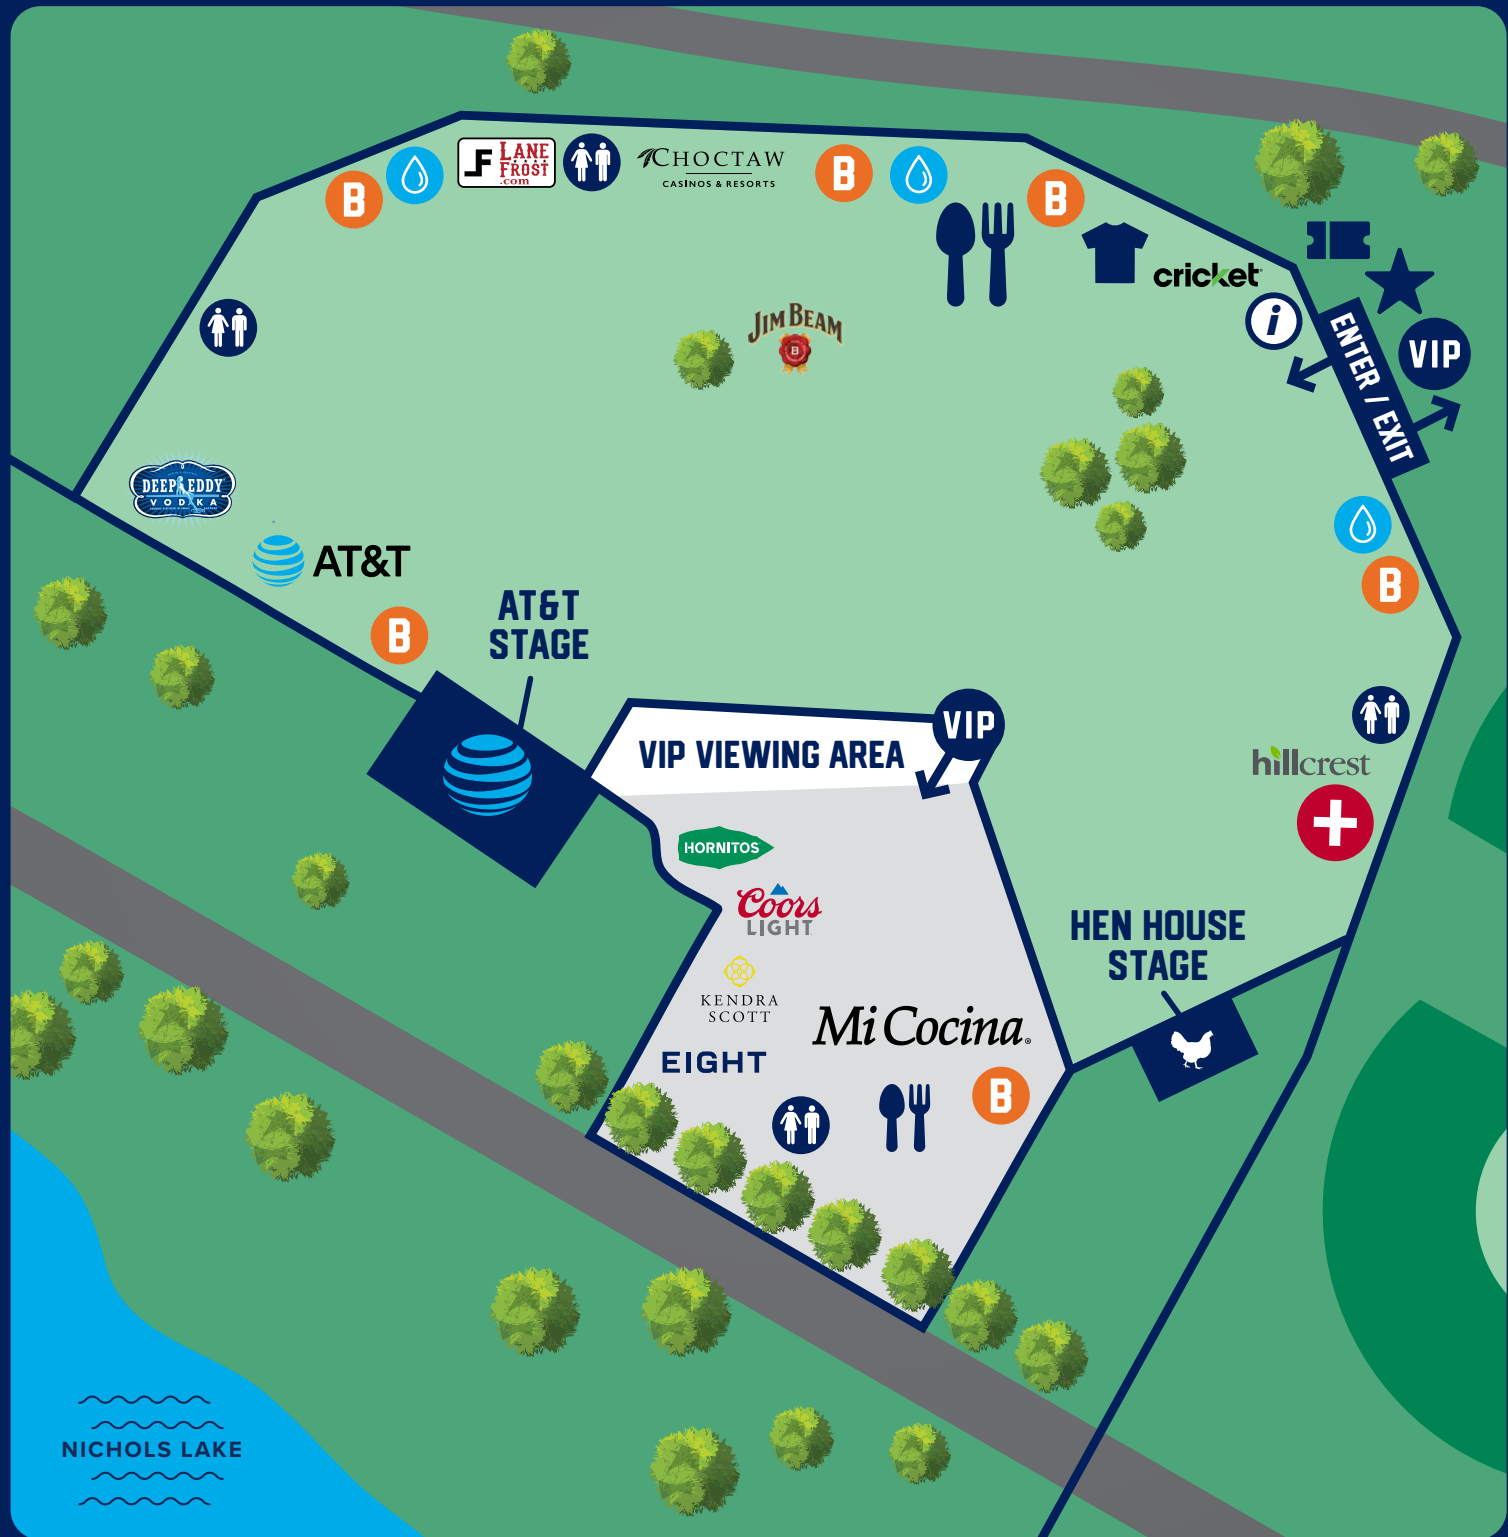 LANE
FROST
.com
CHOCTAW
CASINOS & RESORTS
B
B
B
cricket
i
ENTER / EXIT
VIP
JIM BEAM
B
DEEP EDDY
VODKA
AT&T
B
AT&T
STAGE
B
VIP
VIP VIEWING AREA
hillcrest
HORNITOS
Coors
LIGHT
HEN HOUSE
STAGE
KENDRA
SCOTT
Mi Cocina®
EIGHT
B
NICHOLS LAKE